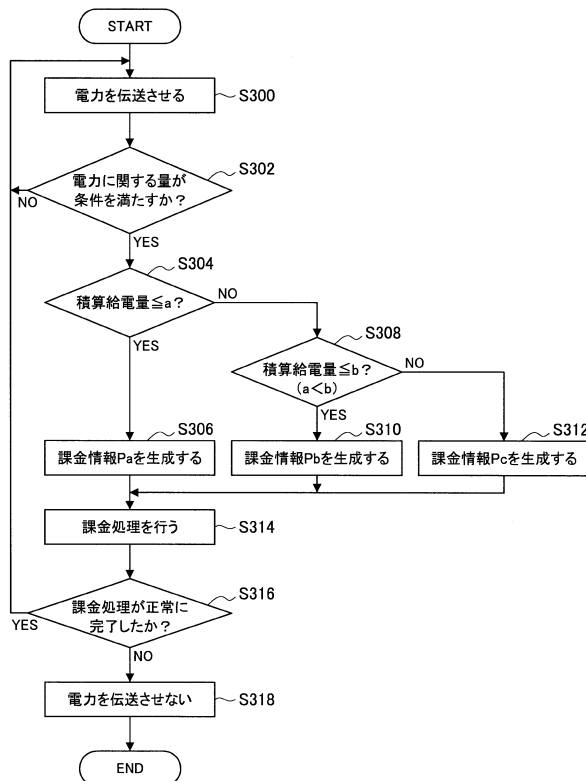 START
電力を伝送させる
S300
電力に関する量が
条件を満たすか？
S302
NO
YES
積算給電量≦a？
S304
NO
YES
積算給電量≦b？
(a<b)
S308
NO
YES
課金情報Paを生成する
S306
課金情報Pbを生成する
S310
課金情報Pcを生成する
S312
課金処理を行う
S314
課金処理が正常に
完了したか？
S316
YES
NO
電力を伝送させない
S318
END